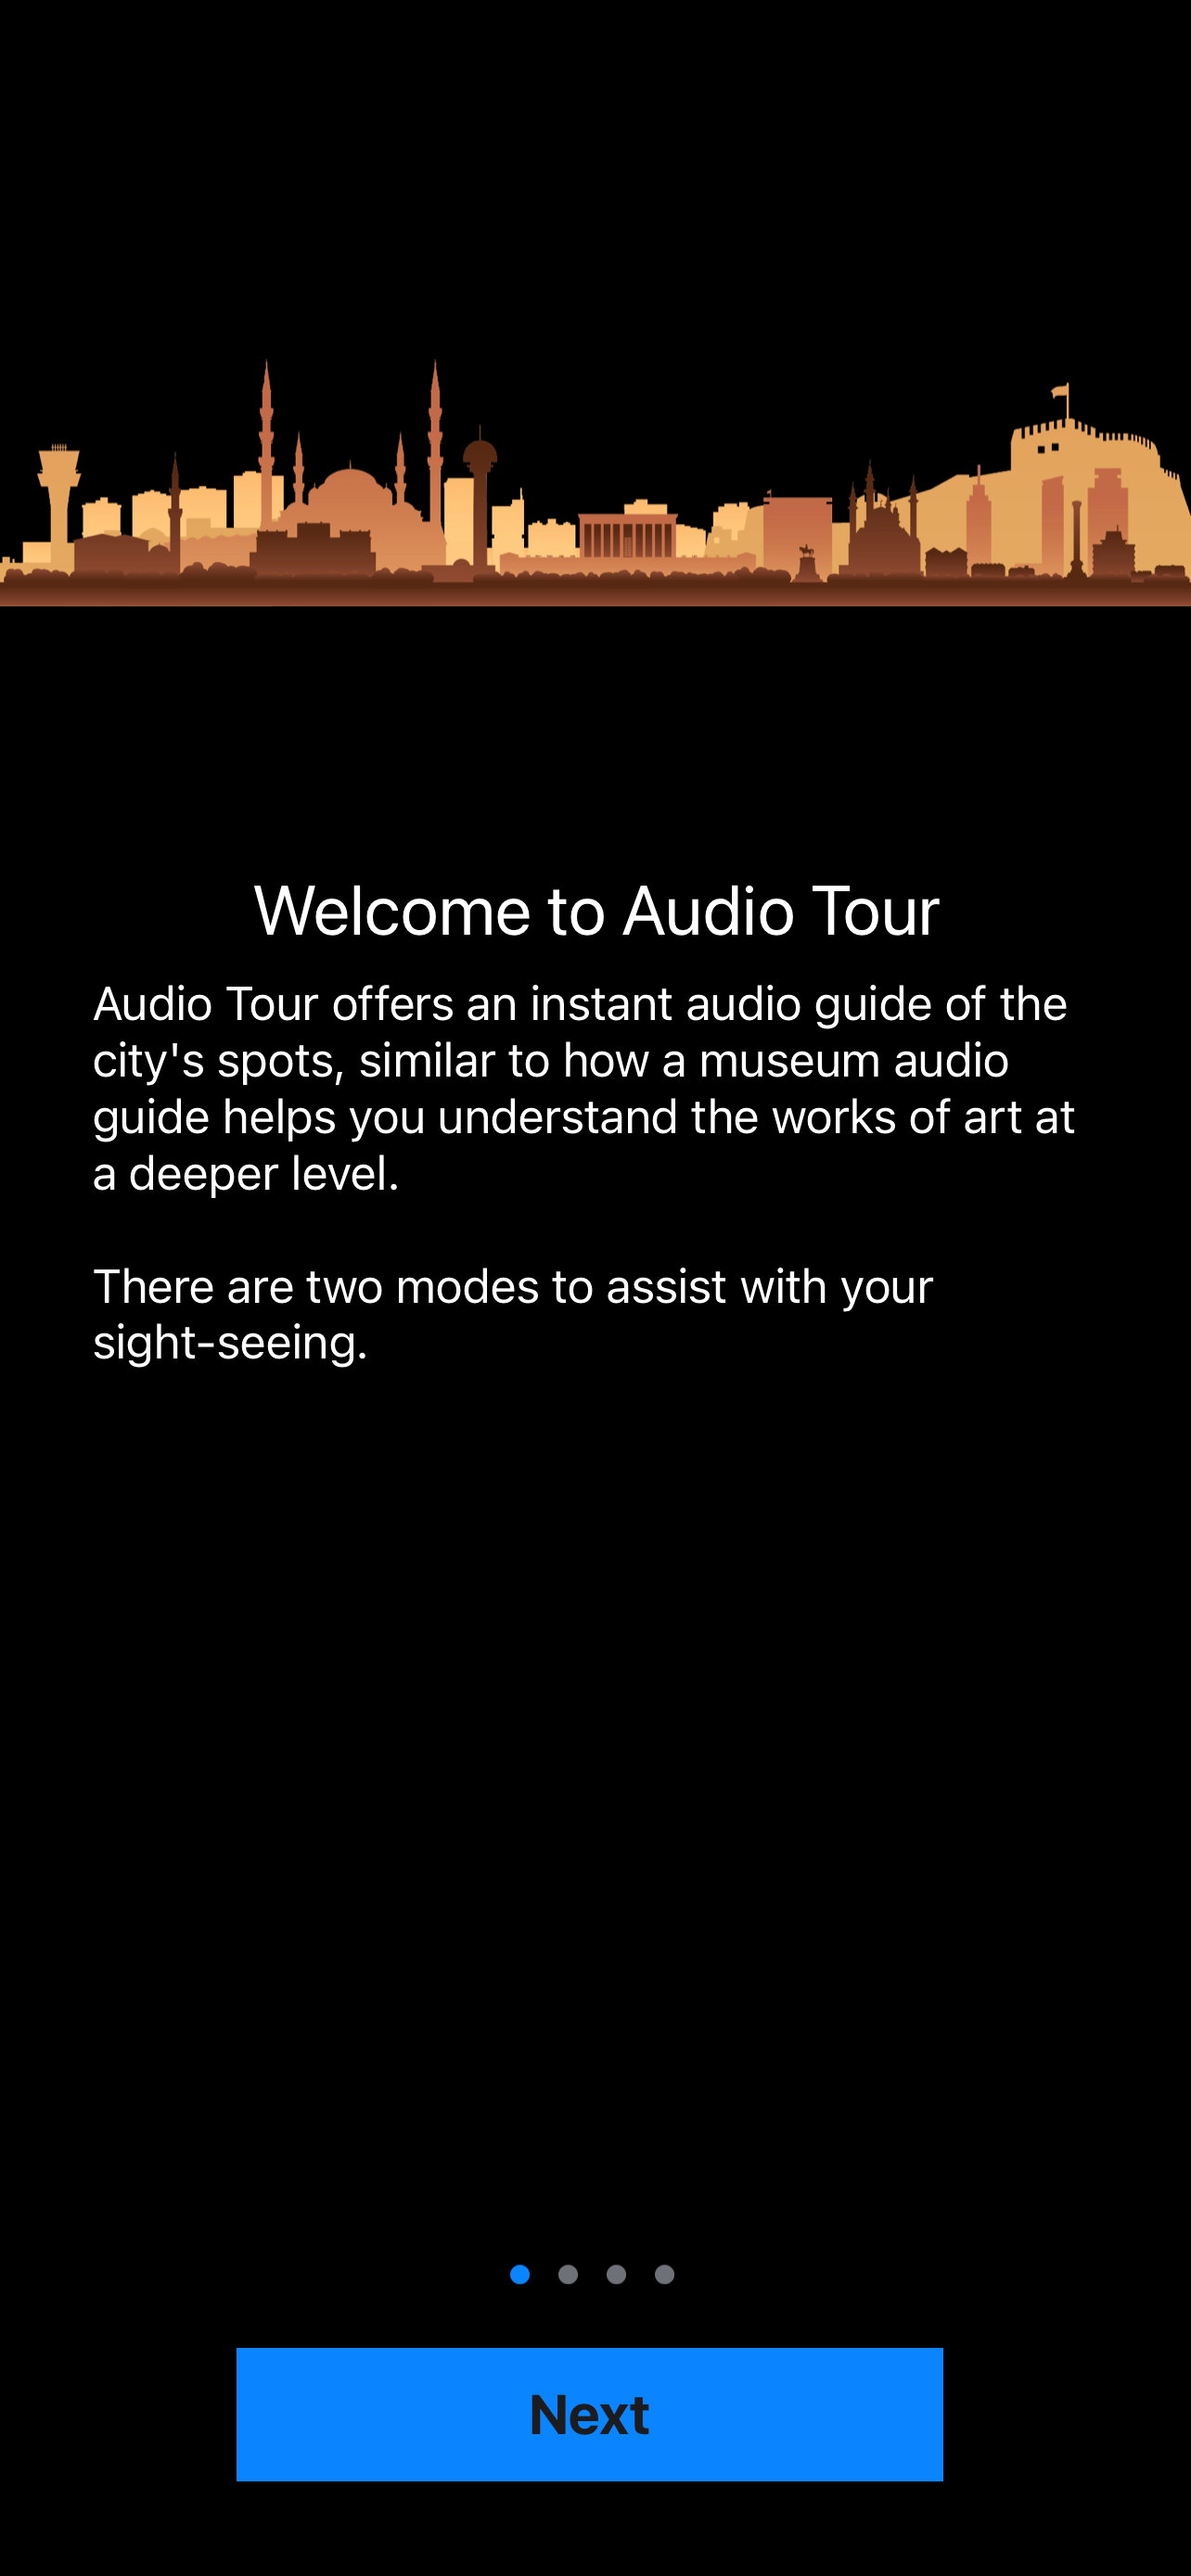 Welcome to Audio Tour
Audio Tour offers an instant audio guide of the
city's spots, similar to how a museum audio
guide helps you understand the works of art at
a deeper level.
There are two modes to assist with your
sight-seeing.
Next